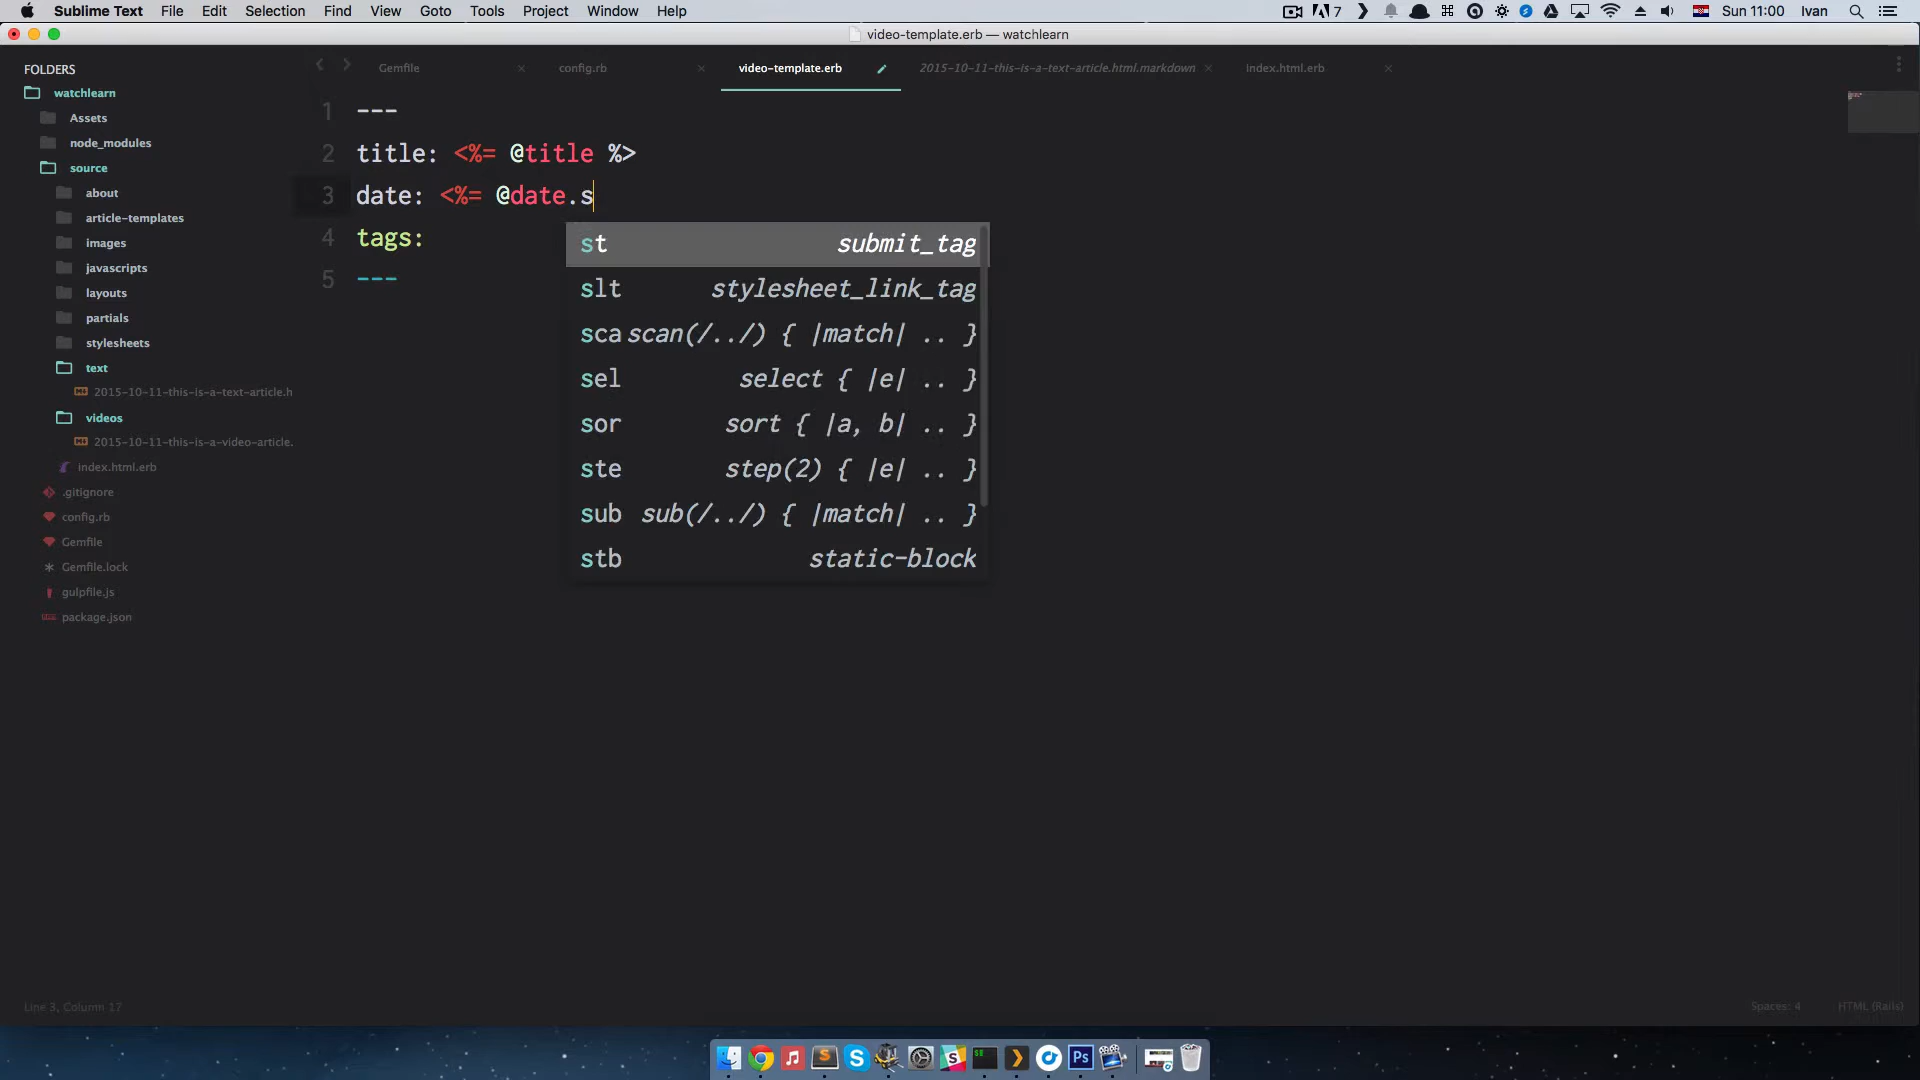 Sublime Text File Edit Selection Find View Goto Tools Project Window Help 7 Sun 11:00 Ivan
video-template.erb — watchlearn
FOLDERS
watchlearn
Assets
node_modules
source
about
article-templates
images
javascripts
layouts
partials
stylesheets
text
2015-10-11-this-is-a-text-article.h
videos
2015-10-11-this-is-a-video-article.
index.html.erb
.gitignore
config.rb
Gemfile
Gemfile.lock
gulpfile.js
package.json
Gemfile config.rb video-template.erb 2015-10-11-this-is-a-text-article.html.markdown index.html.erb
1 ---
2 title: <%= @title %>
3 date: <%= @date.s
4 tags:
5 ---
st submit_tag
slt stylesheet_link_tag
sca scan(/../) { |match| .. }
sel select { |e| .. }
sor sort { |a, b| .. }
ste step(2) { |e| .. }
sub sub(/../) { |match| .. }
stb static-block
Line 3, Column 17 Spaces: 4 HTML (Rails)
Ps